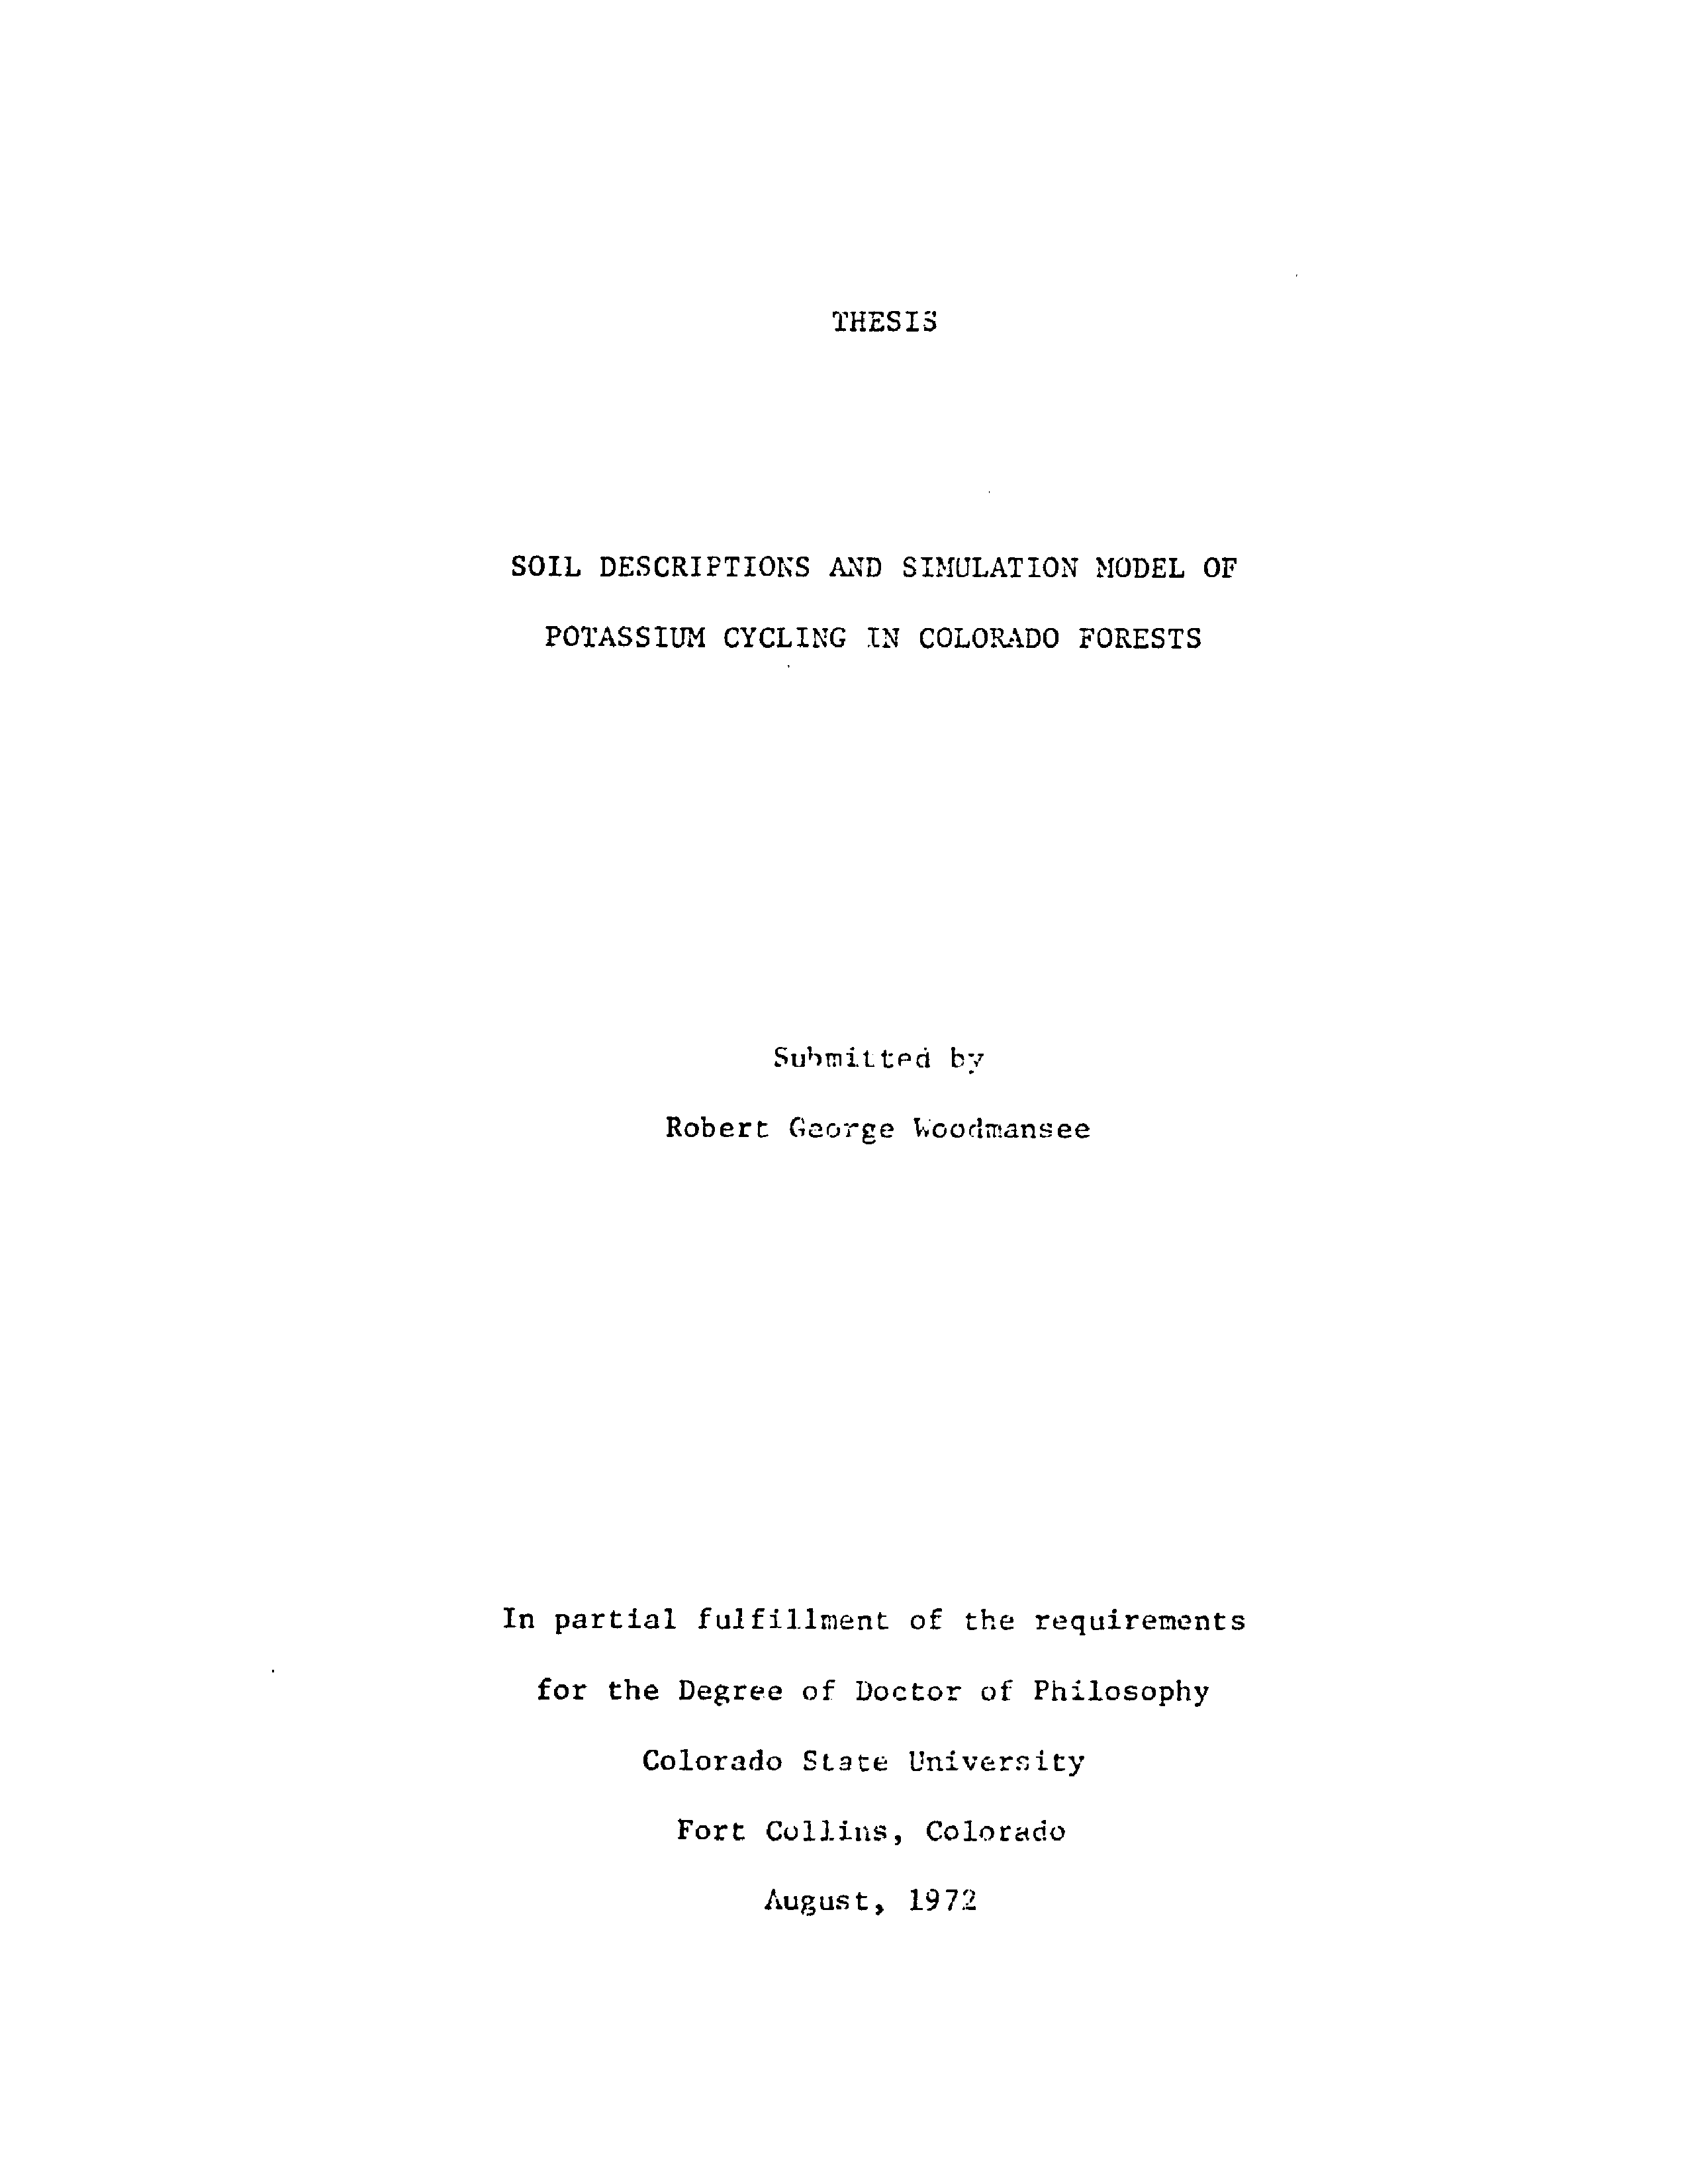 THESIS
SOIL DESCRIPTIONS AND SIMULATION MODEL OF
POTASSIUM CYCLING IN COLORADO FORESTS
Submitted by
Robert George Woodmansee
In partial fulfillment of the requirements
for the Degree of Doctor of Philosophy
Colorado State University
Fort Collins, Colorado
August, 1972